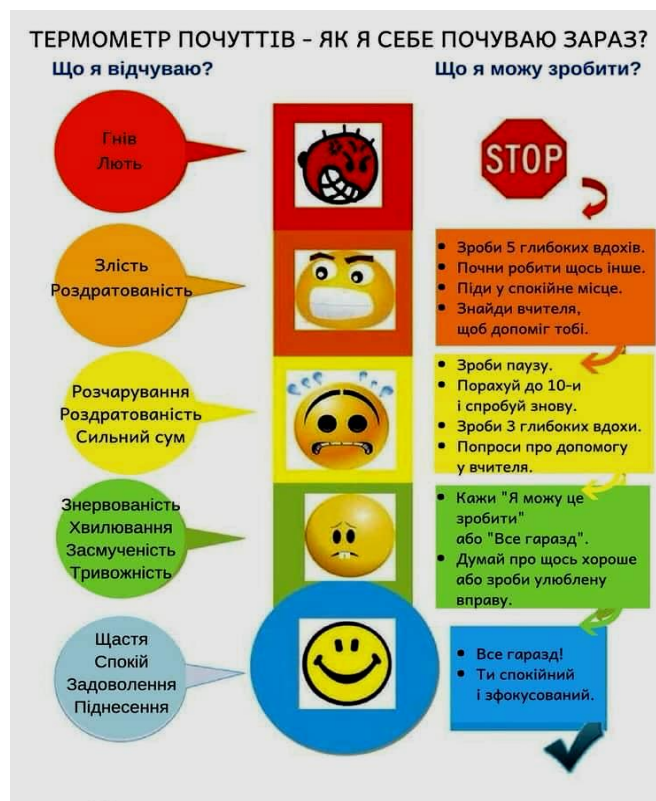 ТЕРМОМЕТР ПОЧУТТІВ - ЯК Я СЕБЕ ПОЧУВАЮ ЗАРАЗ?
Що я відчуваю?
Що я можу зробити?
Гнів
Лють
STOP
Злість
Роздратованість
• Зроби 5 глибоких вдохів.
• Почни робити щось інше.
• Піди у спокійне місце.
• Знайди вчителя,
щоб допоміг тобі.
Розчарування
Роздратованість
Сильний сум
• Зроби паузу.
• Порахуй до 10-и
і спробуй знову.
• Зроби 3 глибокі вдохи.
• Попроси про допомогу
у вчителя.
Знервованість
Хвилювання
Засмученість
Тривожність
• Кажи "Я можу це
зробити"
або "Все гаразд".
• Думай про щось хороше
або зроби улюблену
вправу.
Щастя
Спокій
Задоволення
Піднесення
• Все гаразд!
• Ти спокійний
і зфокусований.